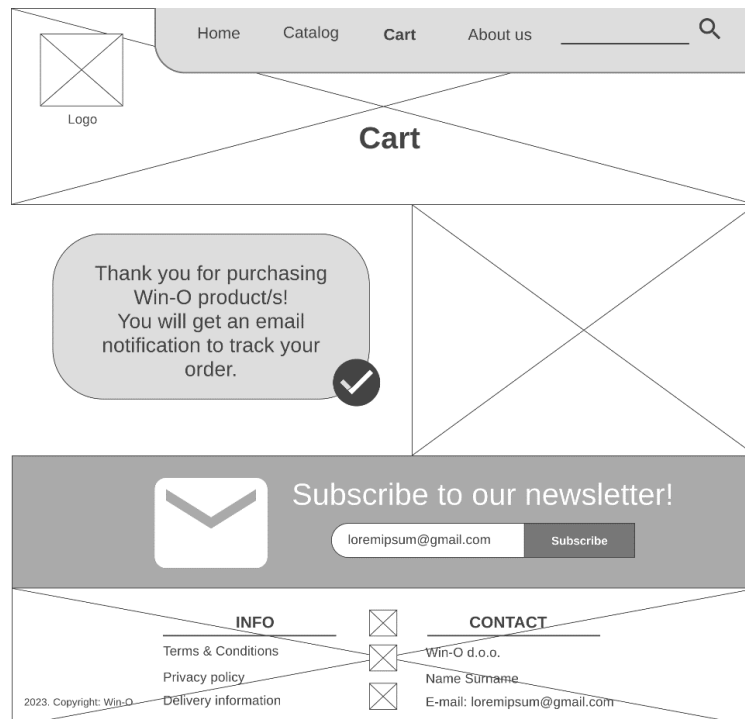 Home Catalog Cart About us
Logo
Cart
Thank you for purchasing
Win-O product/s!
You will get an email
notification to track your
order.
Subscribe to our newsletter!
loremipsum@gmail.com Subscribe
INFO
Terms & Conditions
Privacy policy
Delivery information
CONTACT
Win-O d.o.o.
Name Surname
E-mail: loremipsum@gmail.com
2023. Copyright: Win-O